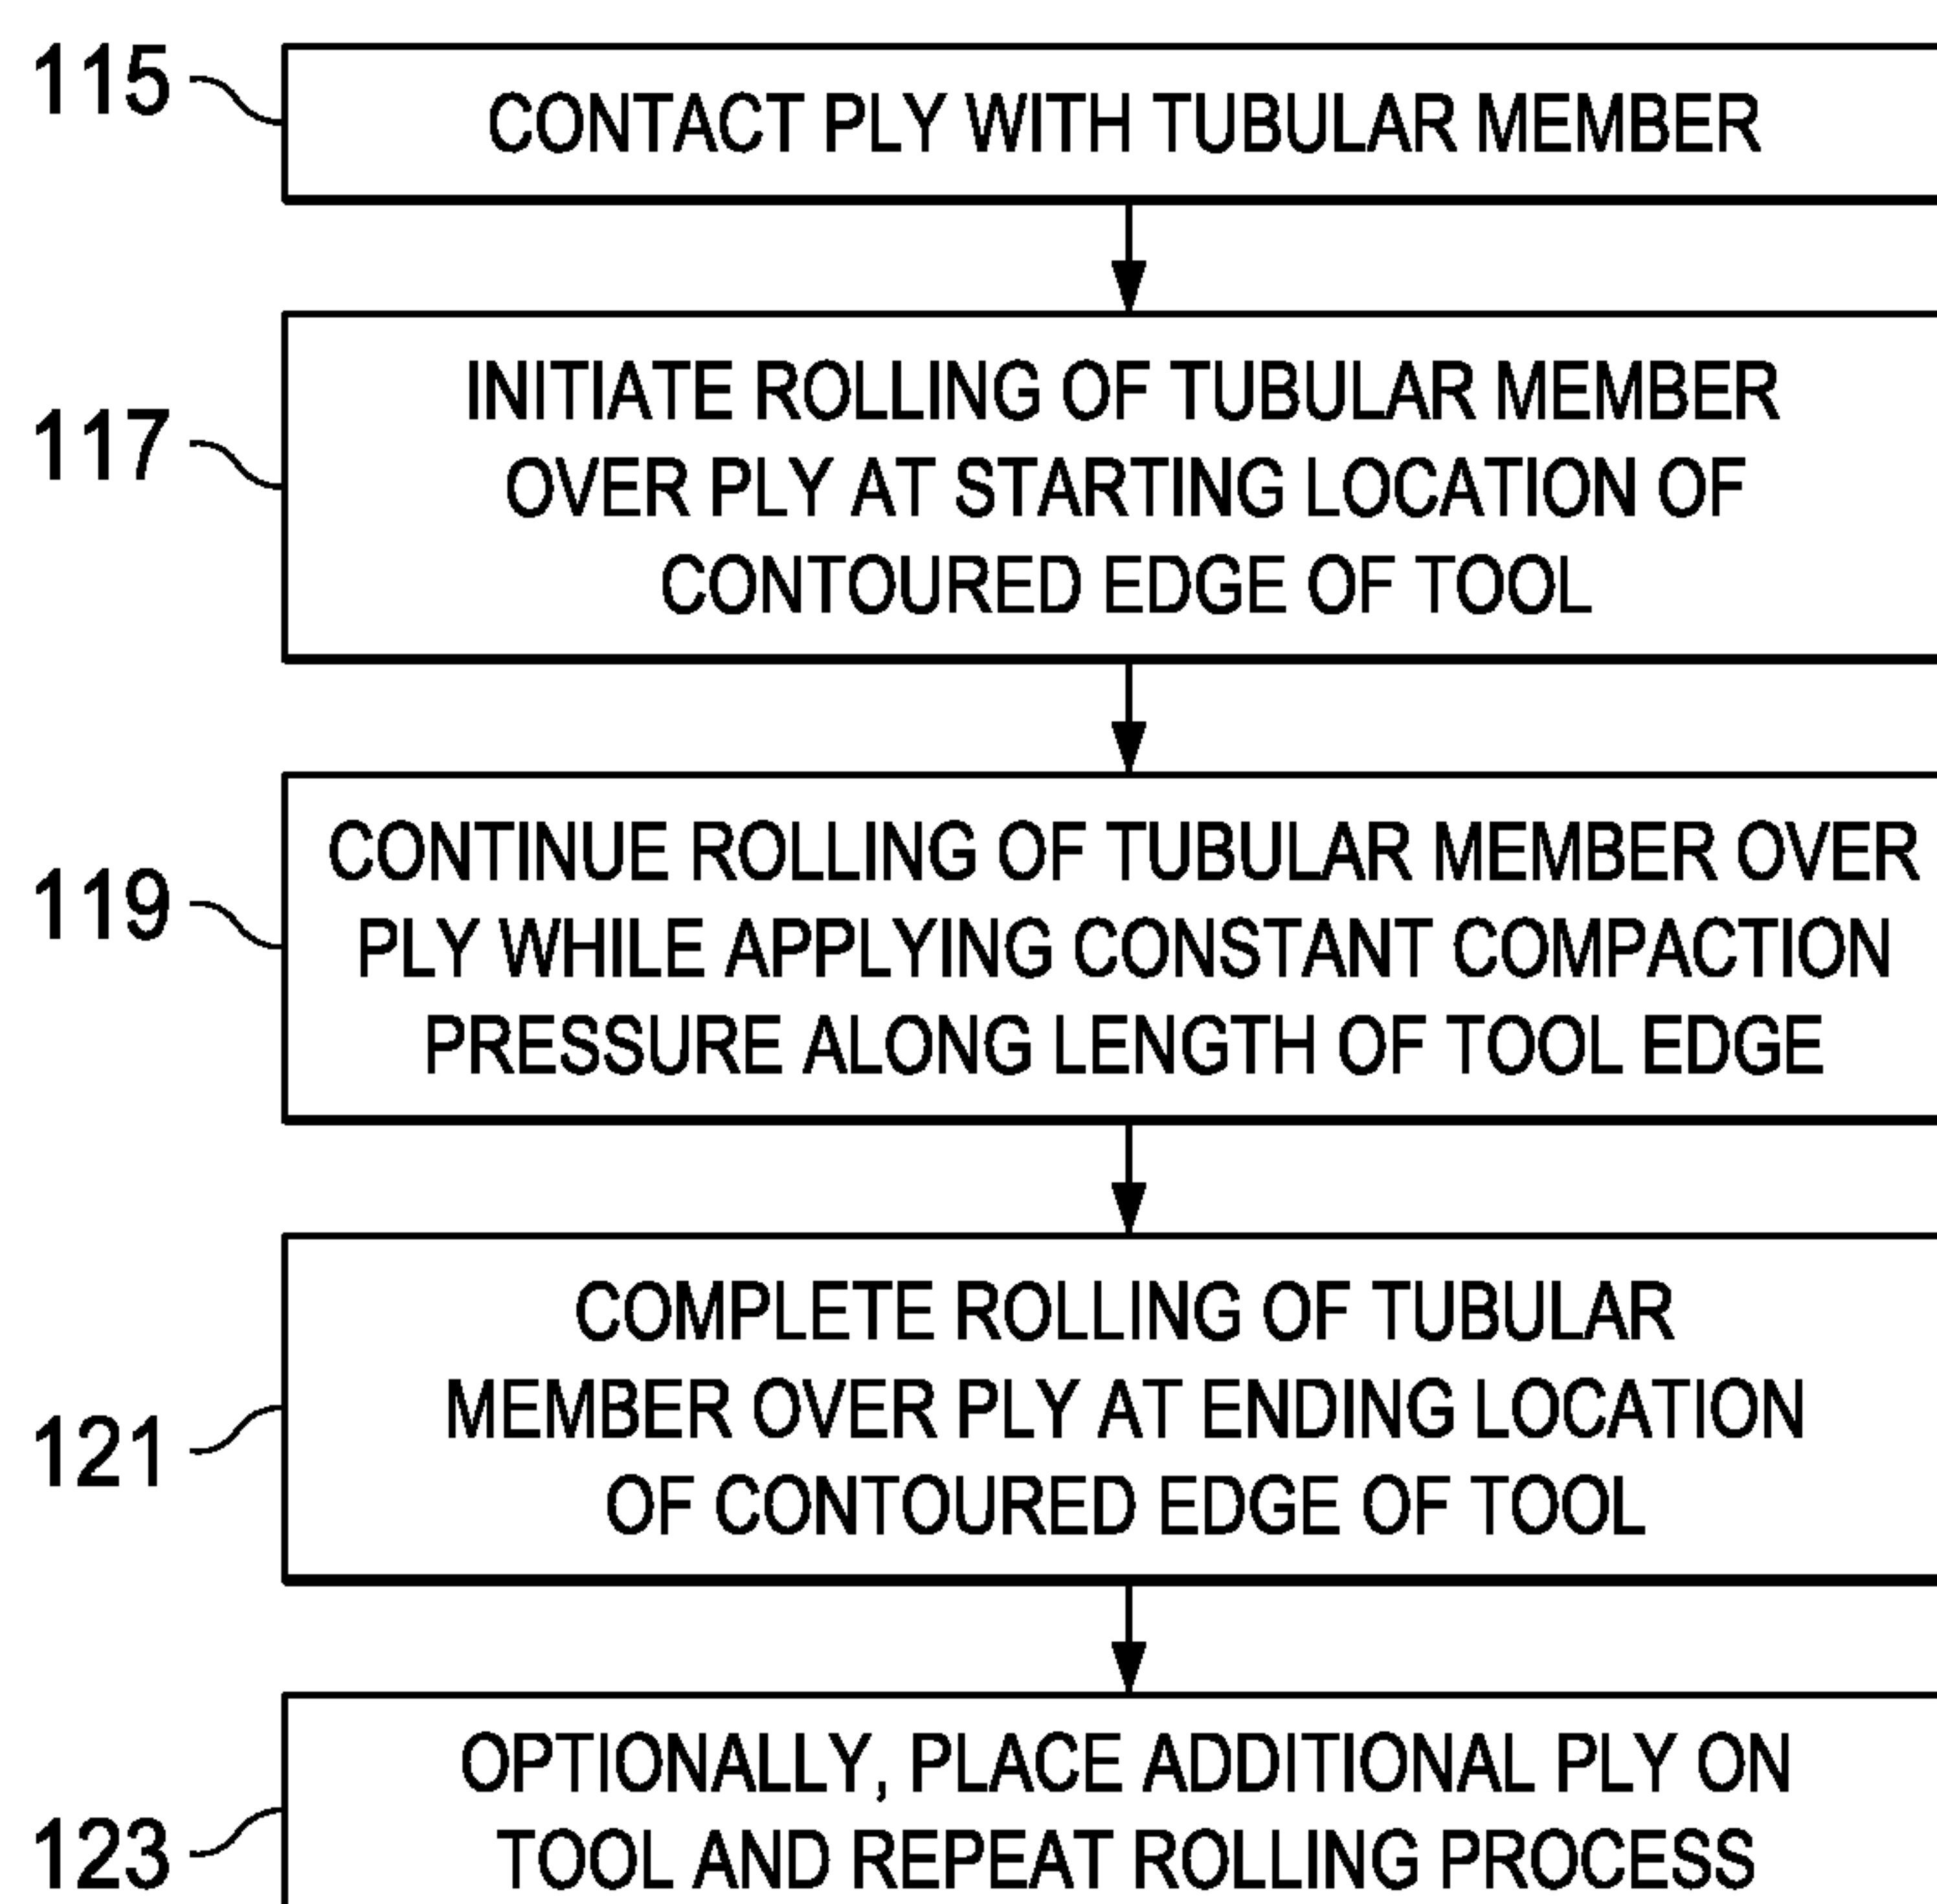 115
CONTACT PLY WITH TUBULAR MEMBER
117
INITIATE ROLLING OF TUBULAR MEMBER
OVER PLY AT STARTING LOCATION OF
CONTOURED EDGE OF TOOL
119
CONTINUE ROLLING OF TUBULAR MEMBER OVER
PLY WHILE APPLYING CONSTANT COMPACTION
PRESSURE ALONG LENGTH OF TOOL EDGE
121
COMPLETE ROLLING OF TUBULAR
MEMBER OVER PLY AT ENDING LOCATION
OF CONTOURED EDGE OF TOOL
123
OPTIONALLY, PLACE ADDITIONAL PLY ON
TOOL AND REPEAT ROLLING PROCESS